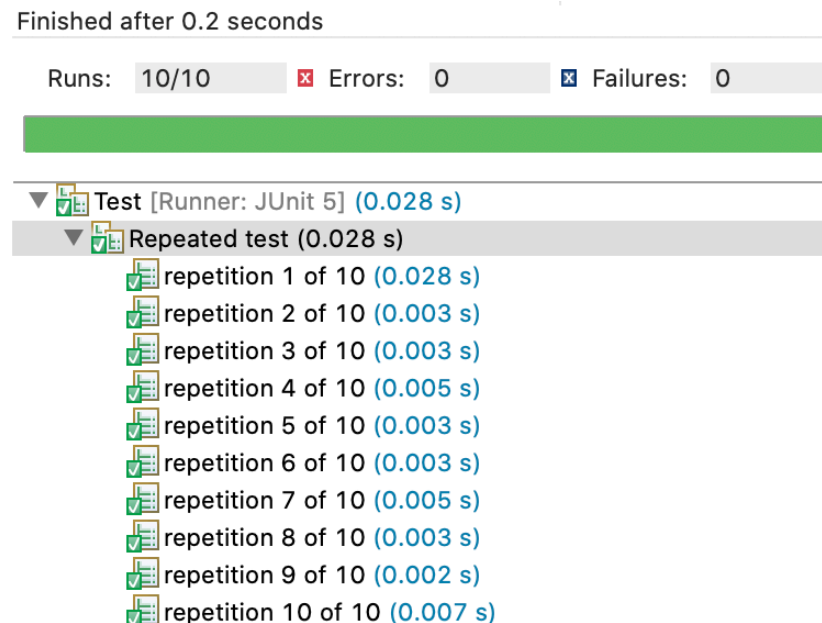 Finished after 0.2 seconds
Runs: 10/10 Errors: 0 Failures: 0
Test [Runner: JUnit 5] (0.028 s)
Repeated test (0.028 s)
repetition 1 of 10 (0.028 s)
repetition 2 of 10 (0.003 s)
repetition 3 of 10 (0.003 s)
repetition 4 of 10 (0.005 s)
repetition 5 of 10 (0.003 s)
repetition 6 of 10 (0.003 s)
repetition 7 of 10 (0.005 s)
repetition 8 of 10 (0.003 s)
repetition 9 of 10 (0.002 s)
repetition 10 of 10 (0.007 s)